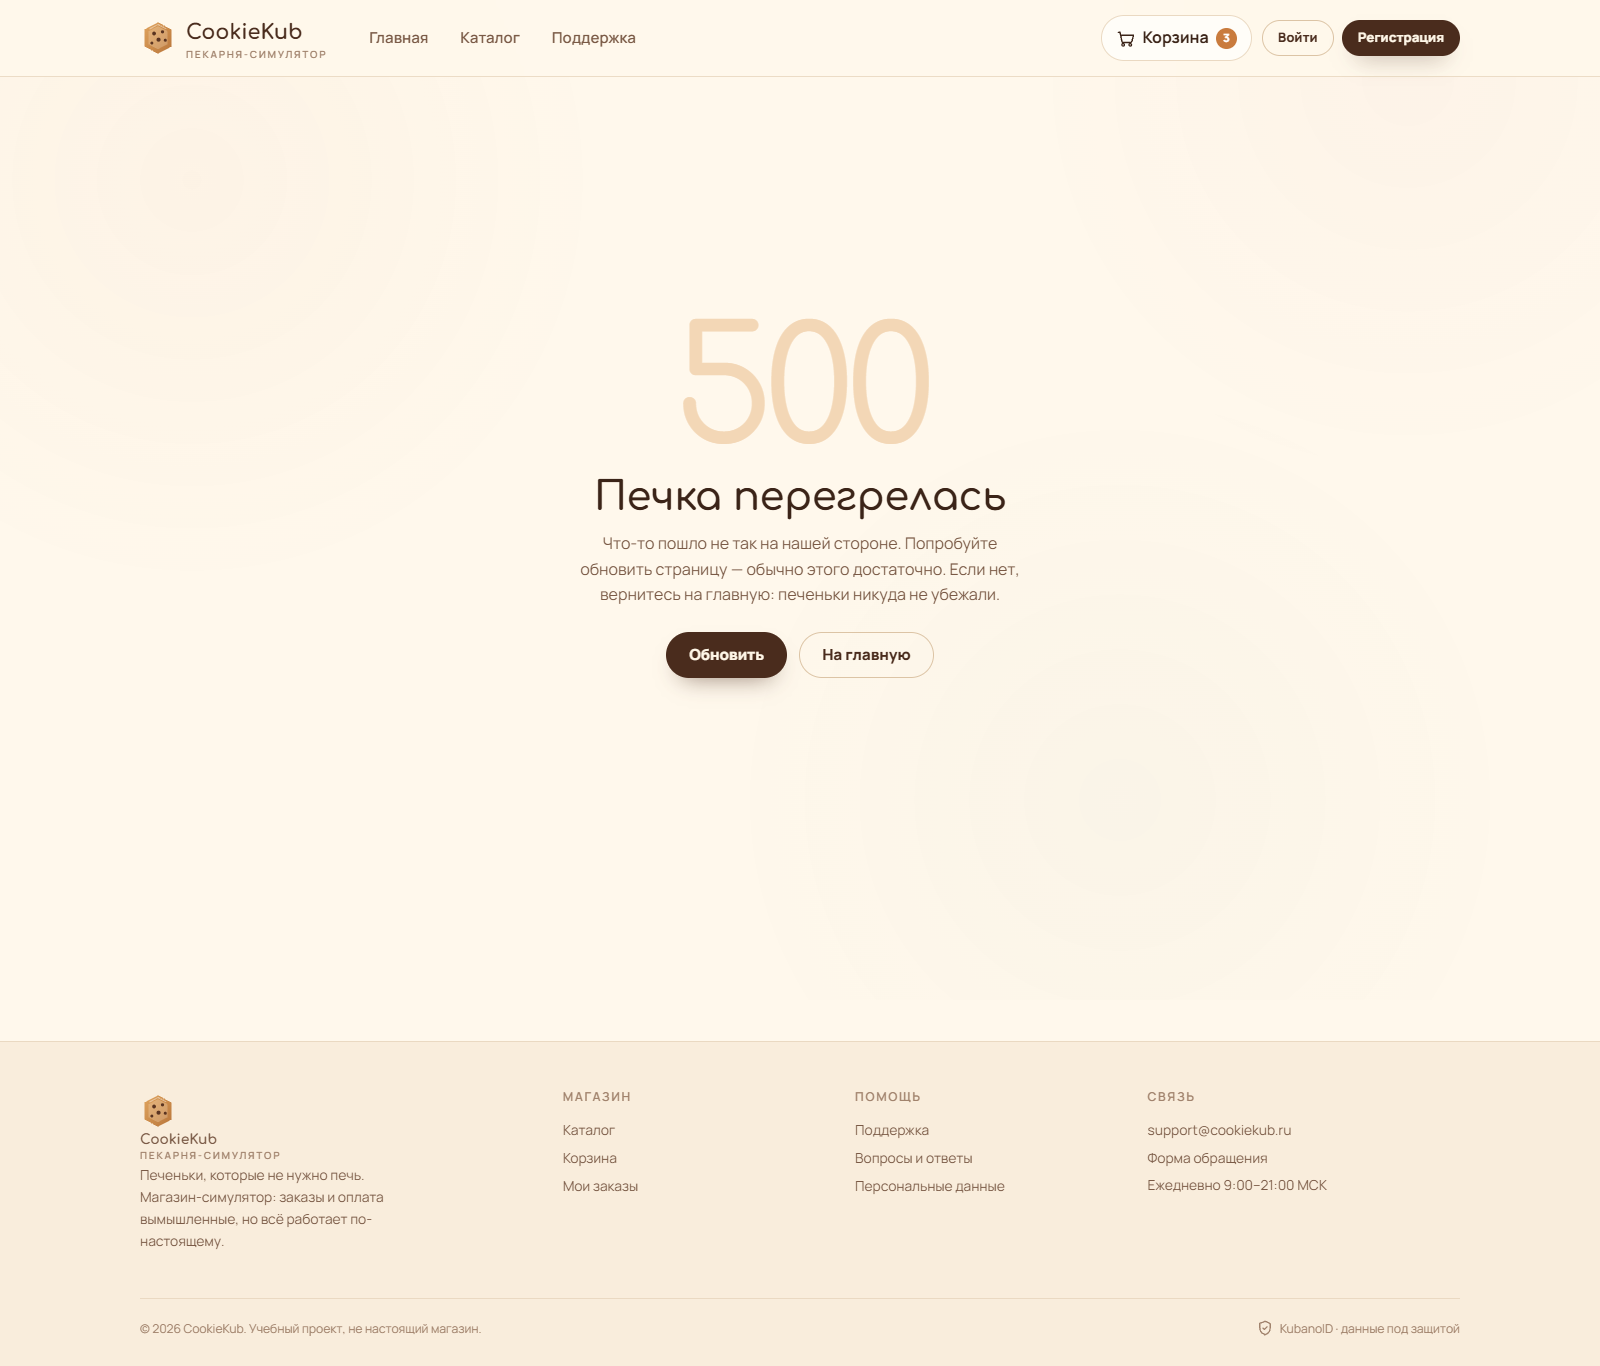 CookieKub
ПЕКАРНЯ-СИМУЛЯТОР
Главная
Каталог
Поддержка
Корзина 3
Войти
Регистрация
500
Печка перегрелась
Что-то пошло не так на нашей стороне. Попробуйте
обновить страницу — обычно этого достаточно. Если нет,
вернитесь на главную: печеньки никуда не убежали.
Обновить
На главную
CookieKub
ПЕКАРНЯ-СИМУЛЯТОР
Печеньки, которые не нужно печь.
Магазин-симулятор: заказы и оплата
вымышленные, но всё работает по-
настоящему.
МАГАЗИН
Каталог
Корзина
Мои заказы
ПОМОЩЬ
Поддержка
Вопросы и ответы
Персональные данные
СВЯЗЬ
support@cookiekub.ru
Форма обращения
Ежедневно 9:00–21:00 МСК
© 2026 CookieKub. Учебный проект, не настоящий магазин.
KubanoID · данные под защитой